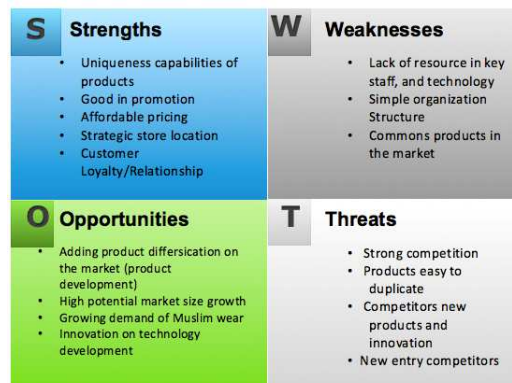 S Strengths
• Uniqueness capabilities of
products
• Good in promotion
• Affordable pricing
• Strategic store location
• Customer
Loyalty/Relationship
W Weaknesses
• Lack of resource in key
staff, and technology
• Simple organization
Structure
• Commons products in
the market
O Opportunities
• Adding product differsication on
the market (product
development)
• High potential market size growth
• Growing demand of Muslim wear
• Innovation on technology
development
T Threats
• Strong competition
• Products easy to
duplicate
• Competitors new
products and
innovation
• New entry competitors